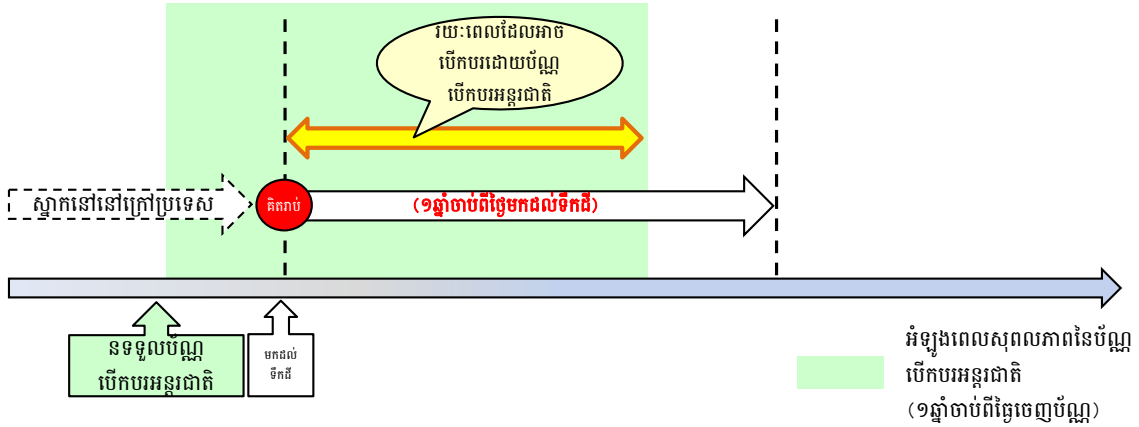 រយ:ពេលដែលអាច
បើកបរដោយប័ណ្ណ
បើកបរអន្តរជាតិ
ស្នាកនៅនៅក្រៅប្រទេស
គិតរាប់
(១ឆ្នាំចាប់ពីថ្ងៃមកដល់ទឹកដី)
នទទួលប័ណ្ណ
បើកបរអន្តរជាតិ
មកដល់
ទឹកដី
អំឡុងពេលសុពលភាពនៃប័ណ្ណ
បើកបរអន្តរជាតិ
(១ឆ្នាំចាប់ពីធ្ងៃចេញប័ណ្ណ)